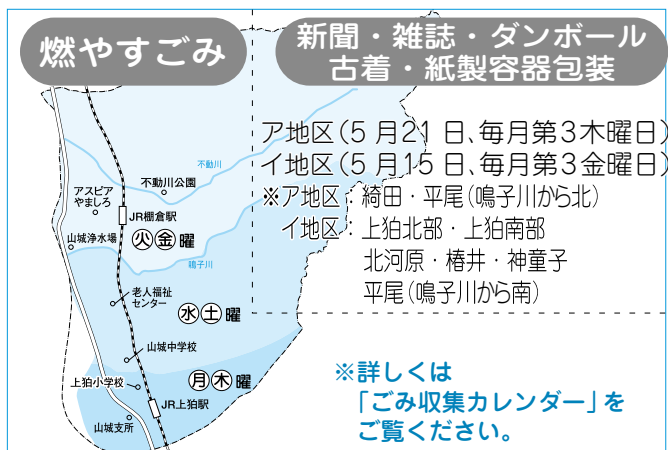 燃やすごみ
新聞・雑誌・ダンボール
古着・紙製容器包装
ア地区(5月21日、毎月第3木曜日)
イ地区(5月15日、毎月第3金曜日)
※ア地区:綺田・平尾(鳴子川から北)
イ地区:上狛北部・上狛南部
北河原・椿井・神童子
平尾(鳴子川から南)
不動川
不動川公園
アスピア
やましろ
JR棚倉駅
山城浄水場
火金曜
鳴子川
老人福祉
センター
水土曜
山城中学校
月木曜
上狛小学校
JR上狛駅
山城支所
※詳しくは
「ごみ収集カレンダー」を
ご覧ください。